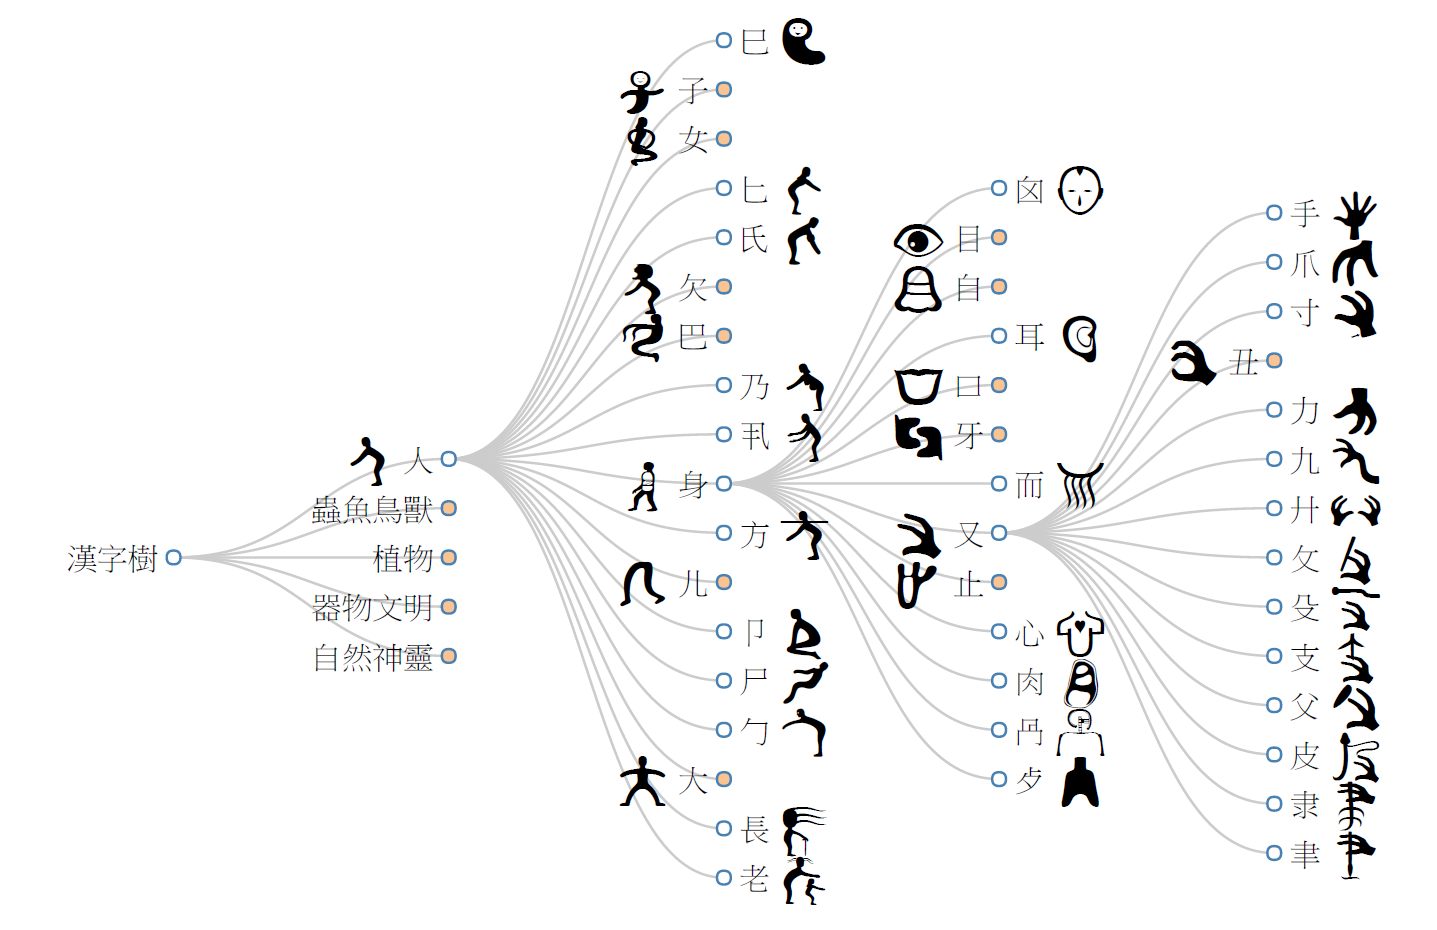 漢字樹
人
蟲魚鳥獸
植物
器物文明
自然神靈
巳
子
女
匕
氏
欠
巴
乃
丮
身
方
儿
卩
尸
勹
大
長
老
囟
目
自
耳
口
牙
而
又
止
心
肉
咼
歺
手
爪
寸
丑
力
九
廾
攵
殳
支
父
皮
隶
聿